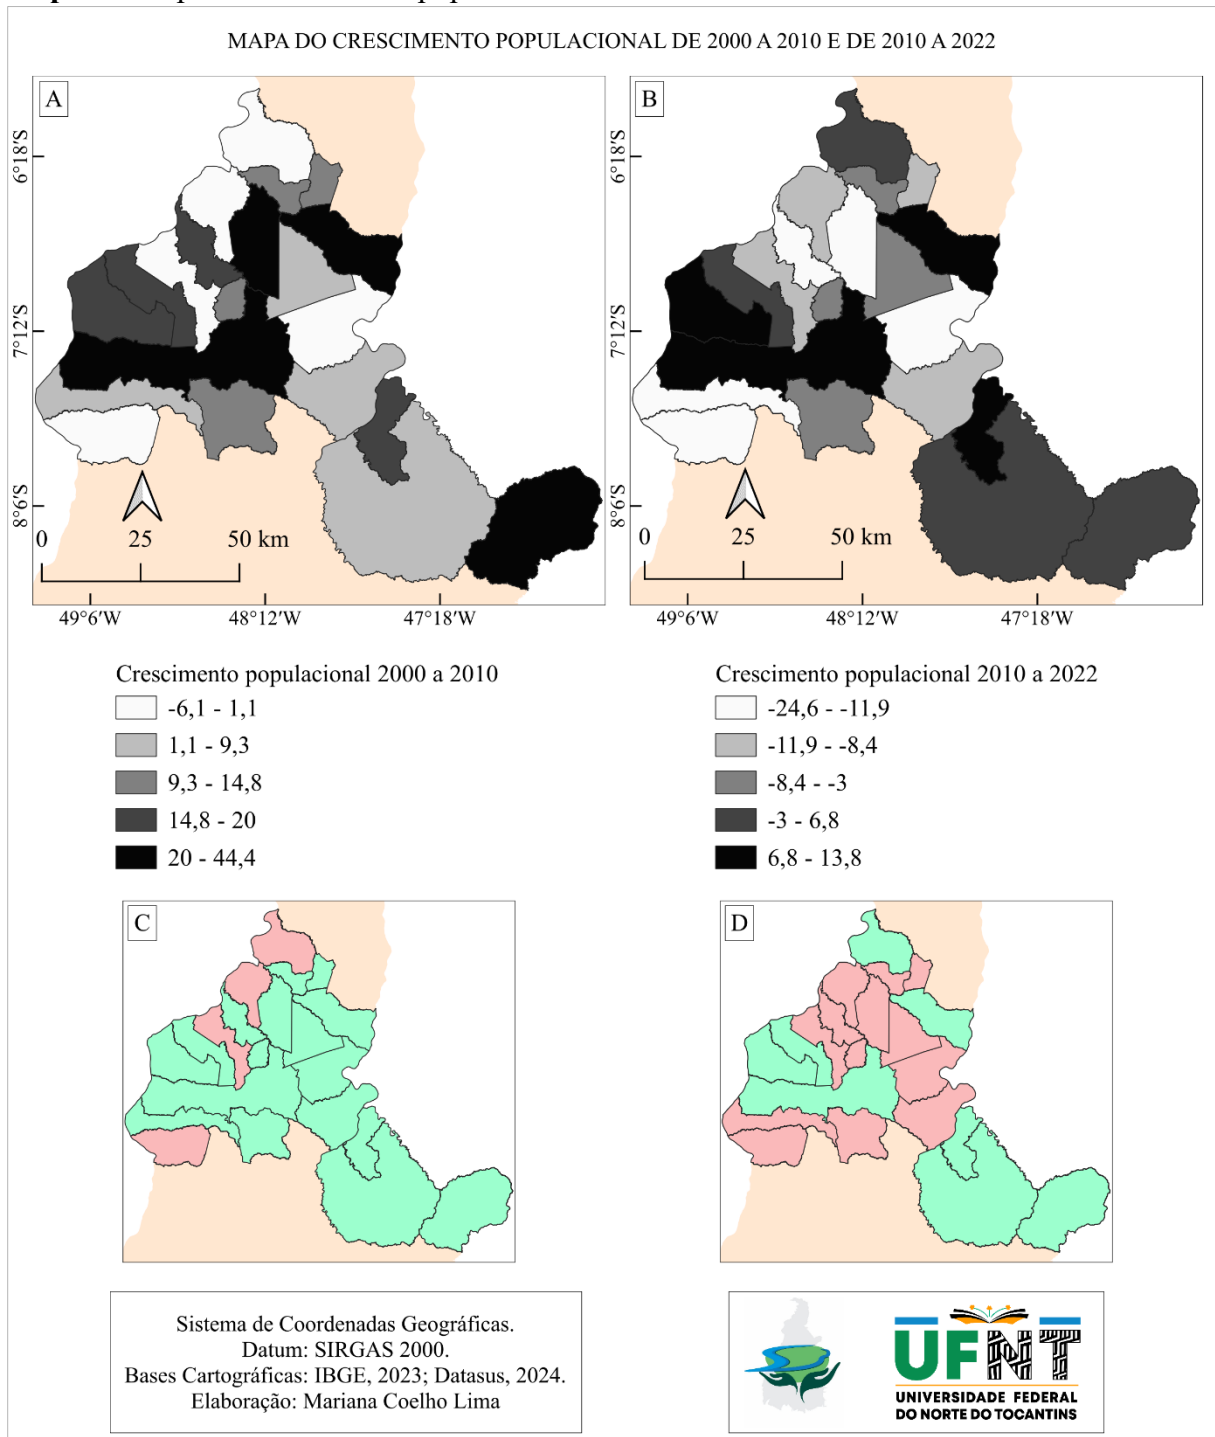 MAPA DO CRESCIMENTO POPULACIONAL DE 2000 A 2010 E DE 2010 A 2022
A
B
6°18'S
7°12'S
8°6'S
6°18'S
7°12'S
8°6'S
0 25 50 km
0 25 50 km
49°6'W 48°12'W 47°18'W
49°6'W 48°12'W 47°18'W
Crescimento populacional 2000 a 2010
-6,1 - 1,1
1,1 - 9,3
9,3 - 14,8
14,8 - 20
20 - 44,4
Crescimento populacional 2010 a 2022
-24,6 - -11,9
-11,9 - -8,4
-8,4 - -3
-3 - 6,8
6,8 - 13,8
C
D
Sistema de Coordenadas Geográficas.
Datum: SIRGAS 2000.
Bases Cartográficas: IBGE, 2023; Datasus, 2024.
Elaboração: Mariana Coelho Lima
UFNT
UNIVERSIDADE FEDERAL
DO NORTE DO TOCANTINS